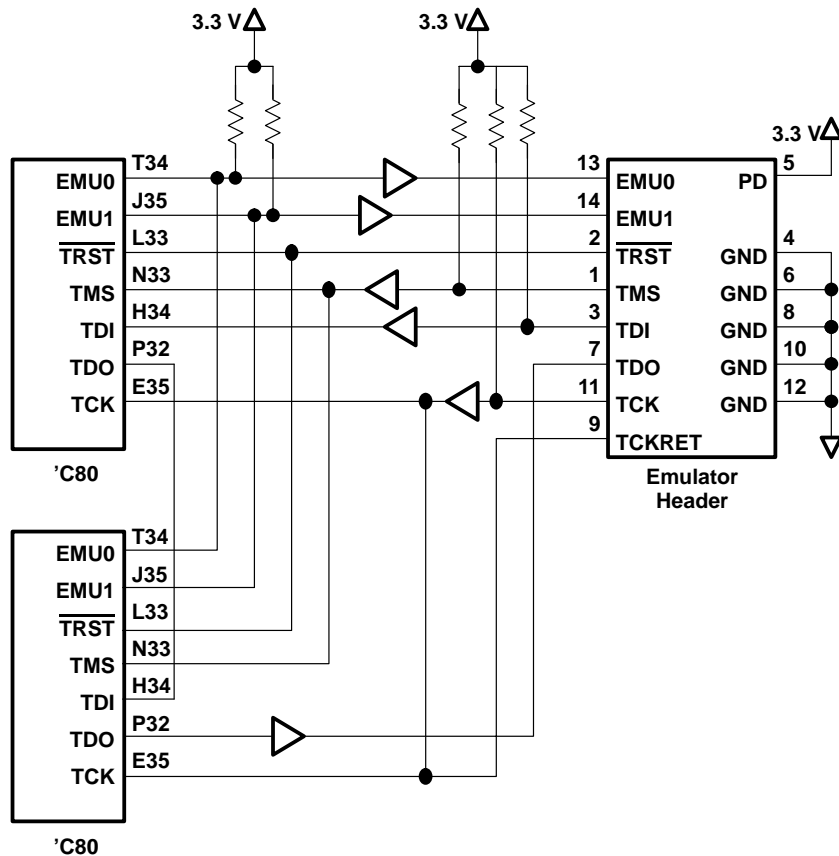 3.3 V
3.3 V
3.3 V
EMU0
T34
EMU1
J35
TRST
L33
TMS
N33
TDI
H34
TDO
P32
TCK
E35
'C80
13
EMU0
14
EMU1
2
TRST
1
TMS
3
TDI
7
TDO
11
TCK
9
TCKRET
PD
5
GND
4
GND
6
GND
8
GND
10
GND
12
Emulator
Header
EMU0
T34
EMU1
J35
TRST
L33
TMS
N33
TDI
H34
TDO
P32
TCK
E35
'C80